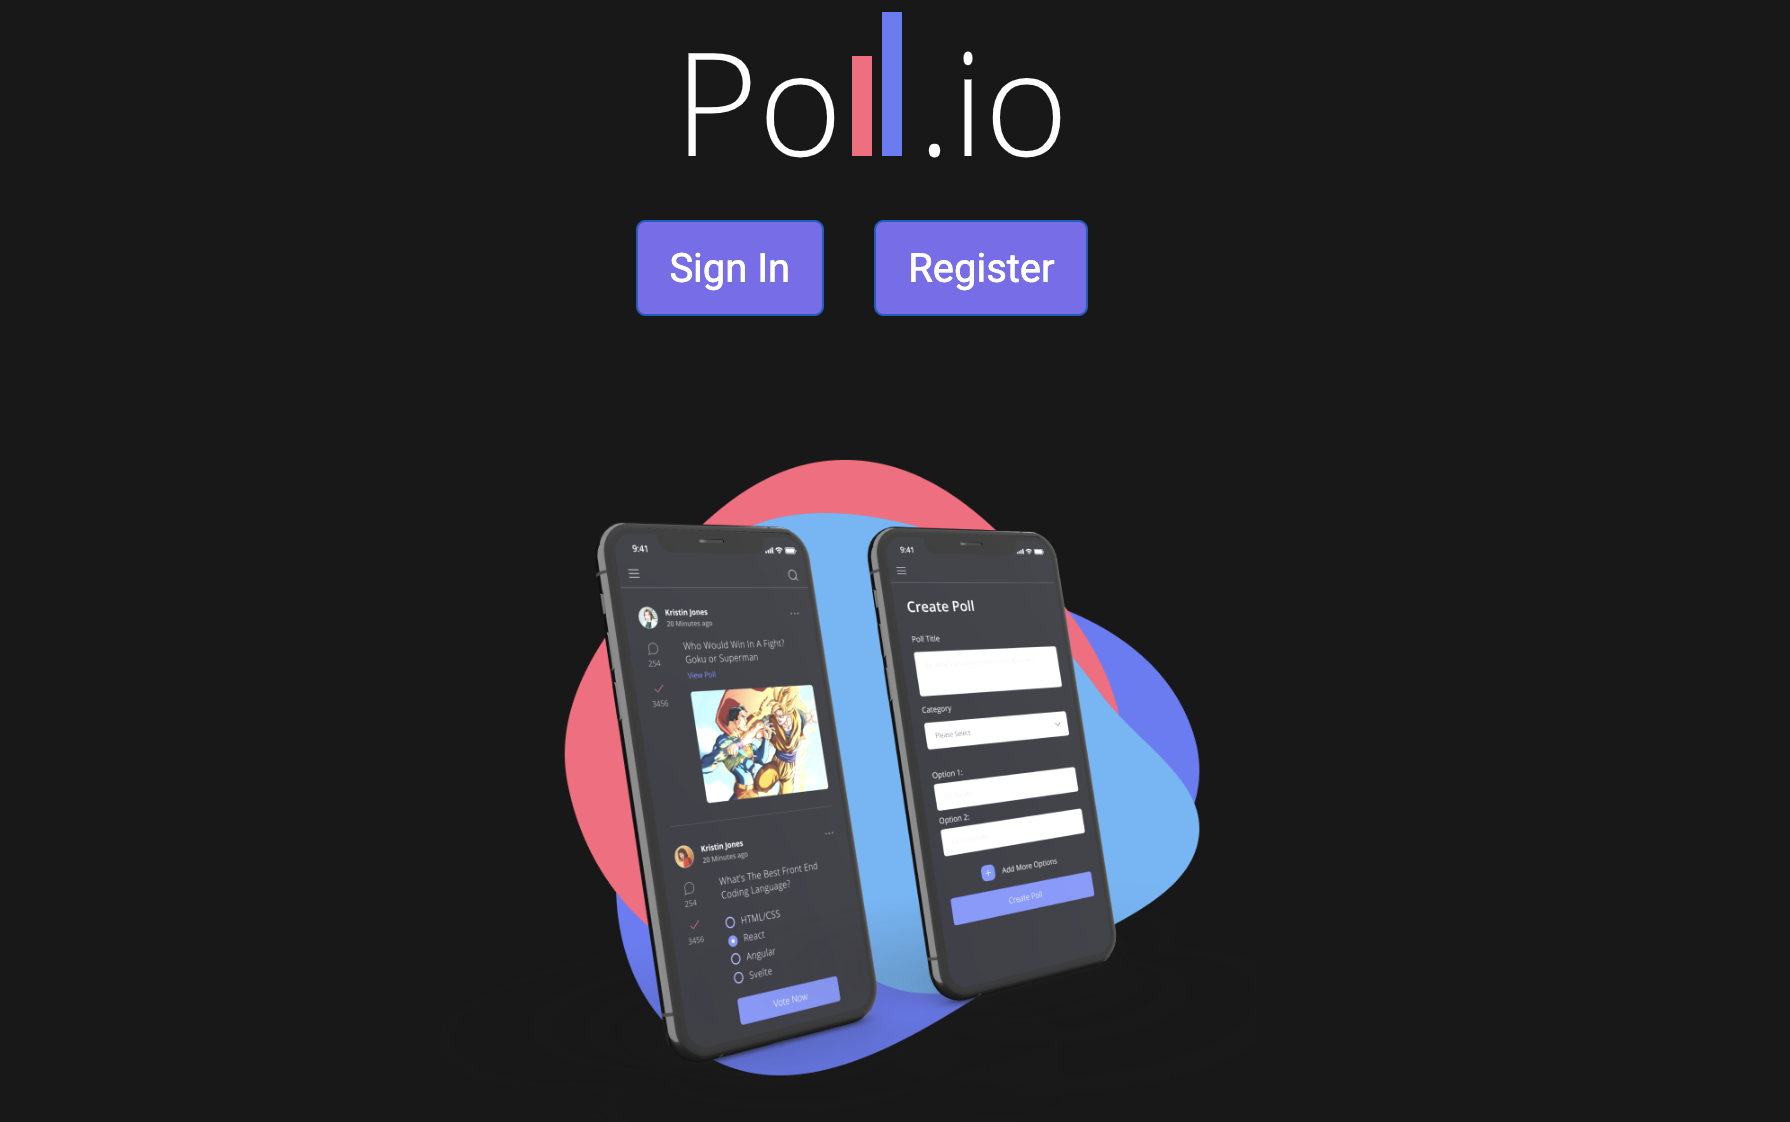 Poll.io
Sign In
Register
9:41
Kristin Jones
20 Minutes ago
254
3456
Who Would Win In A Fight?
Goku or Superman
View Poll
Kristin Jones
20 Minutes ago
254
3456
What's The Best Front End
Coding Language?
HTML/CSS
React
Angular
Svelte
Vote Now
9:41
Create Poll
Poll Title
Category
Please Select
Option 1:
Option 2:
Add More Options
Create Poll